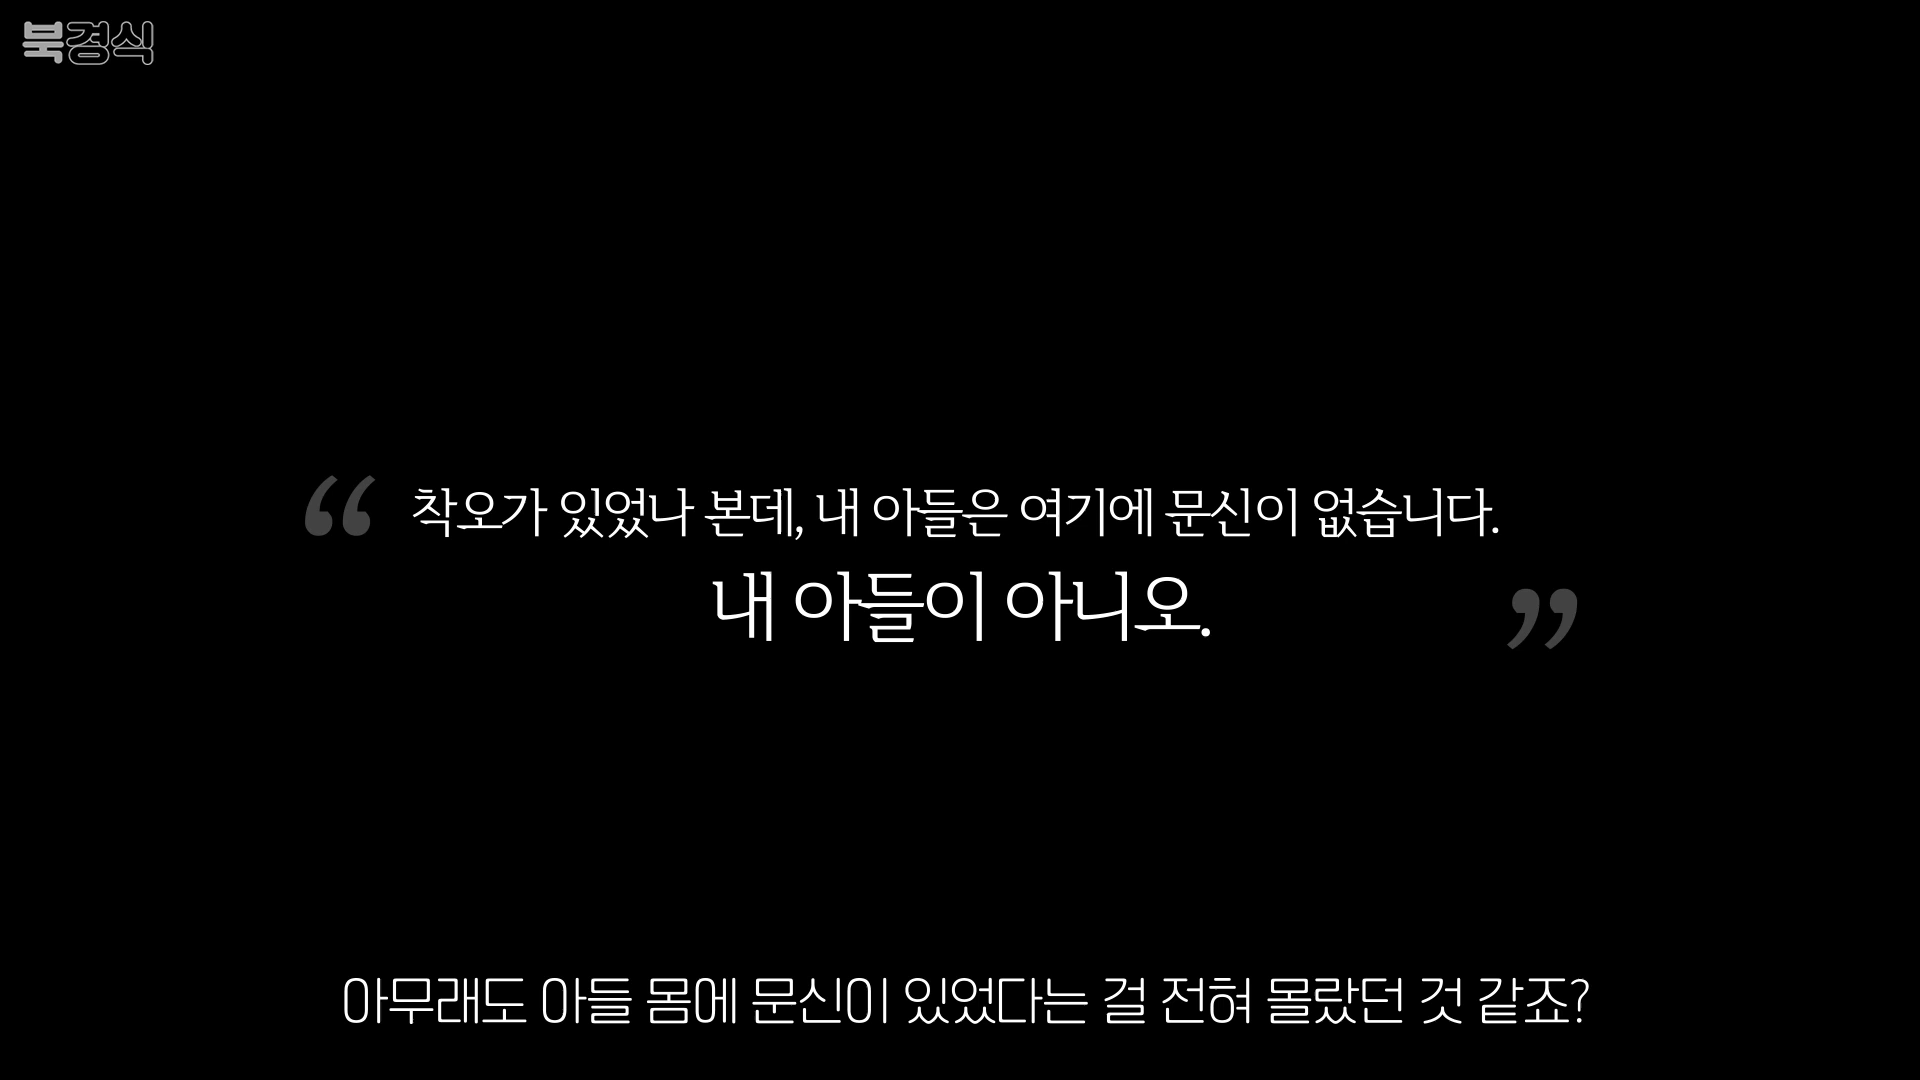 북경식
“착오가 있었나 본데, 내 아들은 여기에 문신이 없습니다.
내 아들이 아니오.”
아무래도 아들 몸에 문신이 있었다는 걸 전혀 몰랐던 것 같죠?